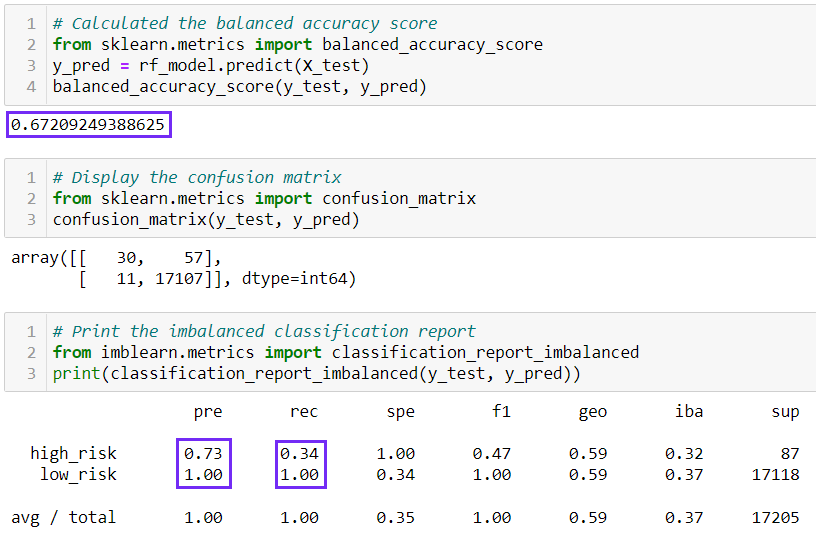 1 # Calculated the balanced accuracy score
2 from sklearn.metrics import balanced_accuracy_score
3 y_pred = rf_model.predict(X_test)
4 balanced_accuracy_score(y_test, y_pred)
0.67209249388625
1 # Display the confusion matrix
2 from sklearn.metrics import confusion_matrix
3 confusion_matrix(y_test, y_pred)
array([[   30,    57],
       [   11, 17107]], dtype=int64)
1 # Print the imbalanced classification report
2 from imblearn.metrics import classification_report_imbalanced
3 print(classification_report_imbalanced(y_test, y_pred))
pre rec spe f1 geo iba sup
high_risk 0.73 0.34 1.00 0.47 0.59 0.32 87
low_risk 1.00 1.00 0.34 1.00 0.59 0.37 17118
avg / total 1.00 1.00 0.35 1.00 0.59 0.37 17205